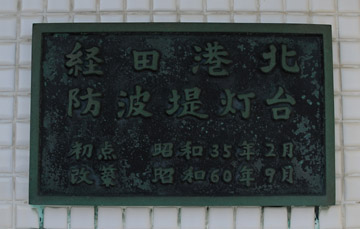 経田港北
防波堤灯台
初点 昭和35年2月
改築 昭和60年9月